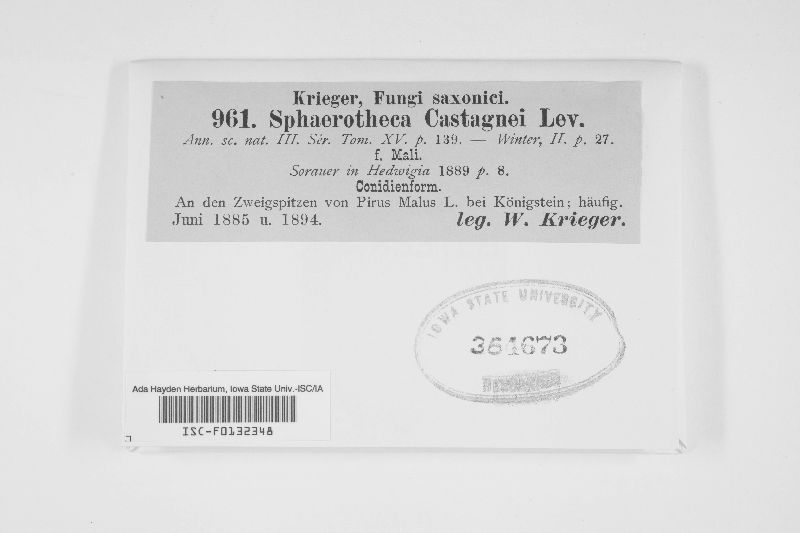 Krieger, Fungi saxonici.
961. Sphaerotheca Castagnei Lev.
Ann. sc. nat. III. Sér. Tom. XV. p. 139. — Winter, II. p. 27.
f. Mali.
Sorauer in Hedwigia 1889 p. 8.
Conidienform.
An den Zweigspitzen von Pirus Malus L. bei Königstein; häufig.
Juni 1885 u. 1894. leg. W. Krieger.
IOWA STATE UNIVERSITY
364673
Ada Hayden Herbarium, Iowa State Univ.-ISC/IA
ISC-F0132348